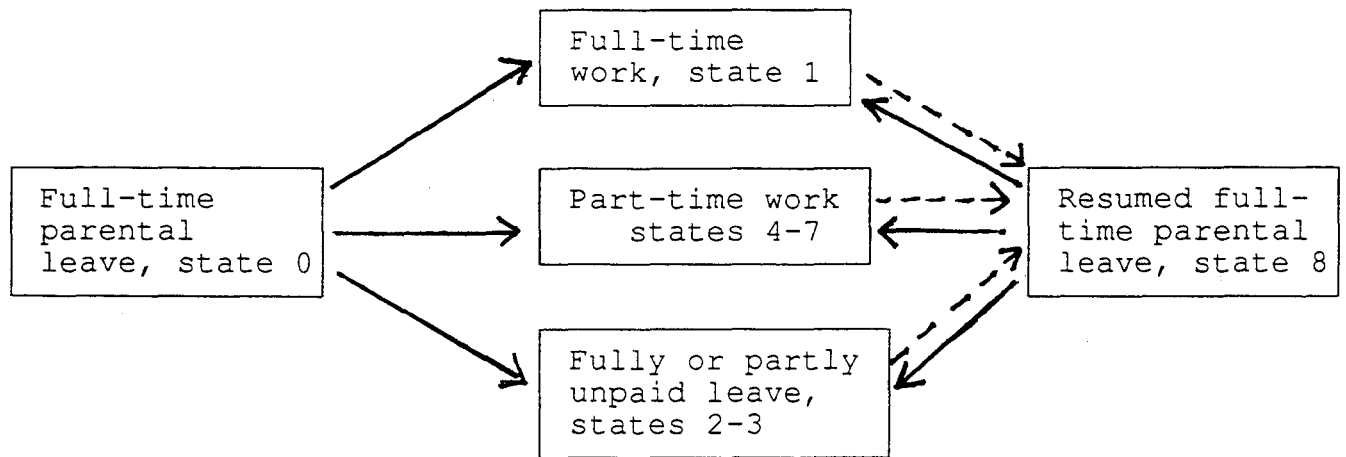 Full-time
work, state 1
Full-time
parental
leave, state 0
Part-time work
states 4-7
Resumed full-
time parental
leave, state 8
Fully or partly
unpaid leave,
states 2-3